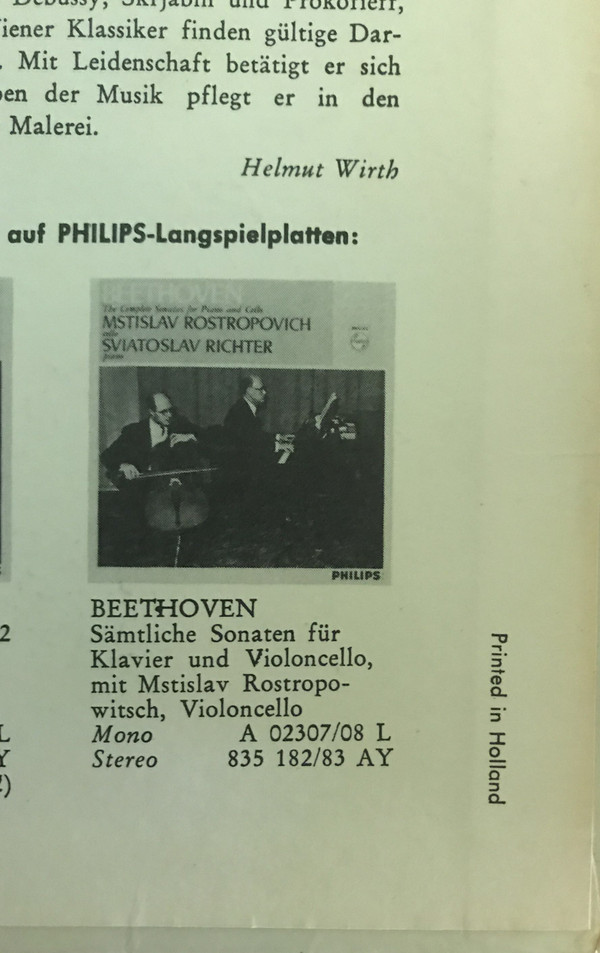 Debussy, Skrjabin und Prokofieff,
iener Klassiker finden gültige Dar-
. Mit Leidenschaft betätigt er sich
en der Musik pflegt er in den
Malerei.
Helmut Wirth
auf PHILIPS-Langspielplatten:
BEETHOVEN
The Complete Sonatas for Piano and Cello
MSTISLAV ROSTROPOVICH
cello
SVIATOSLAV RICHTER
piano
PHILIPS
BEETHOVEN
Sämtliche Sonaten für
Klavier und Violoncello,
mit Mstislav Rostropo-
witsch, Violoncello
Mono A 02307/08 L
Stereo 835 182/83 AY
2
L
Y
)
Printed in Holland